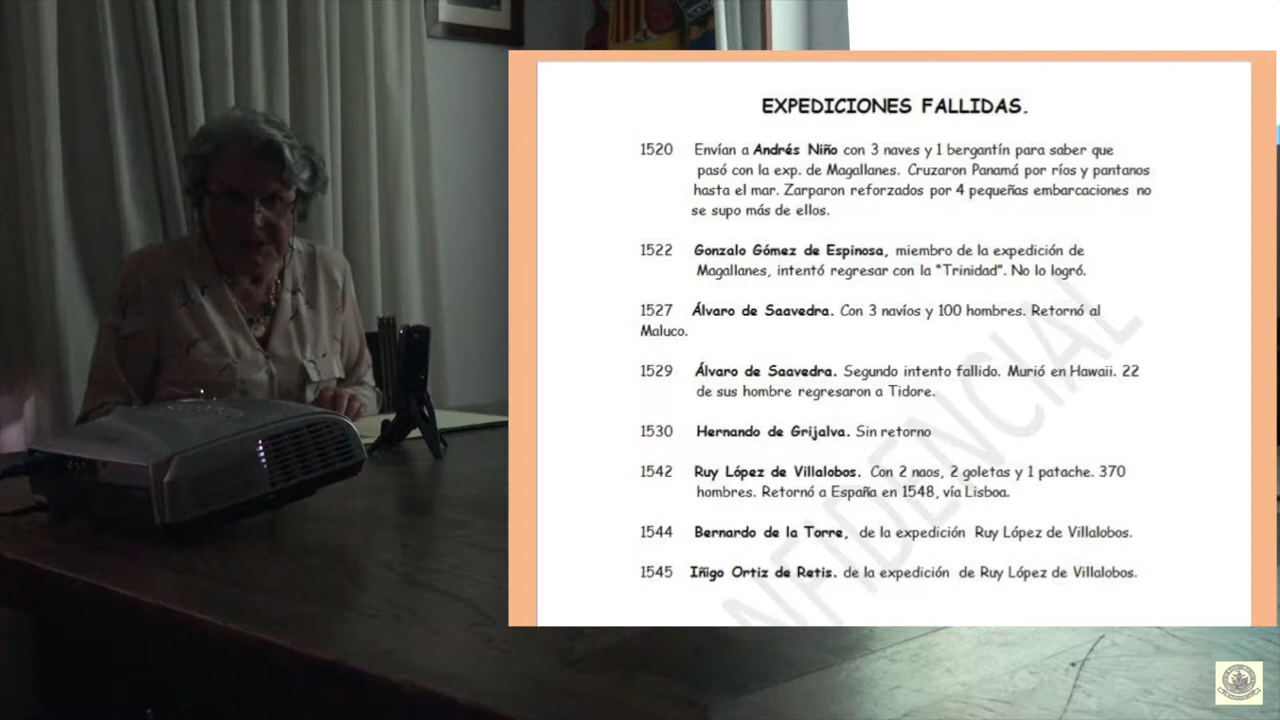 EXPEDICIONES FALLIDAS.
1520 Envían a Andrés Niño con 3 naves y 1 bergantín para saber que
pasó con la exp. de Magallanes. Cruzaron Panamá por ríos y pantanos
hasta el mar. Zarparon reforzados por 4 pequeñas embarcaciones no
se supo más de ellos.
1522 Gonzalo Gómez de Espinosa, miembro de la expedición de
Magallanes, intentó regresar con la "Trinidad". No lo logró.
1527 Álvaro de Saavedra. Con 3 navíos y 100 hombres. Retornó al
Maluco.
1529 Álvaro de Saavedra. Segundo intento fallido. Murió en Hawaii. 22
de sus hombre regresaron a Tidore.
1530 Hernando de Grijalva. Sin retorno
1542 Ruy López de Villalobos. Con 2 naos, 2 goletas y 1 patache. 370
hombres. Retornó a España en 1548, vía Lisboa.
1544 Bernardo de la Torre, de la expedición Ruy López de Villalobos.
1545 Iñigo Ortiz de Retis. de la expedición de Ruy López de Villalobos.
NFIDENCIAL